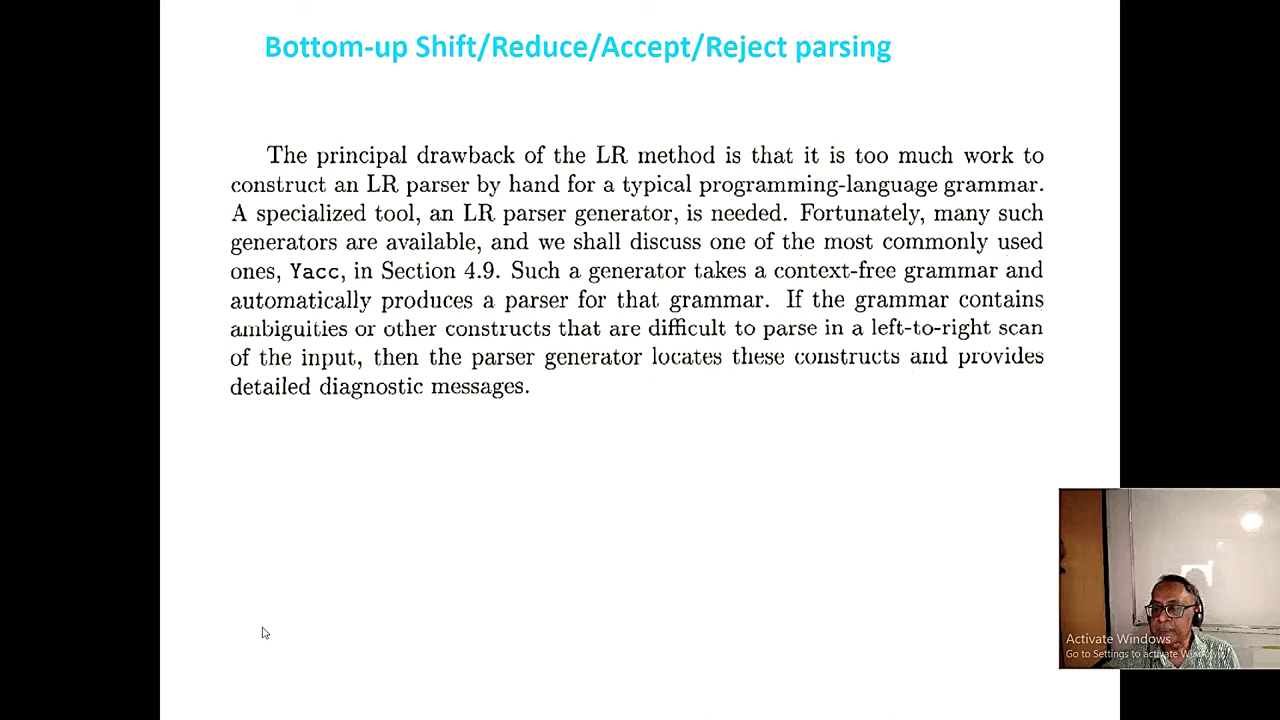 Bottom-up Shift/Reduce/Accept/Reject parsing
The principal drawback of the LR method is that it is too much work to
construct an LR parser by hand for a typical programming-language grammar.
A specialized tool, an LR parser generator, is needed. Fortunately, many such
generators are available, and we shall discuss one of the most commonly used
ones, Yacc, in Section 4.9. Such a generator takes a context-free grammar and
automatically produces a parser for that grammar. If the grammar contains
ambiguities or other constructs that are difficult to parse in a left-to-right scan
of the input, then the parser generator locates these constructs and provides
detailed diagnostic messages.
Activate Windows
Go to Settings to activate Windows.